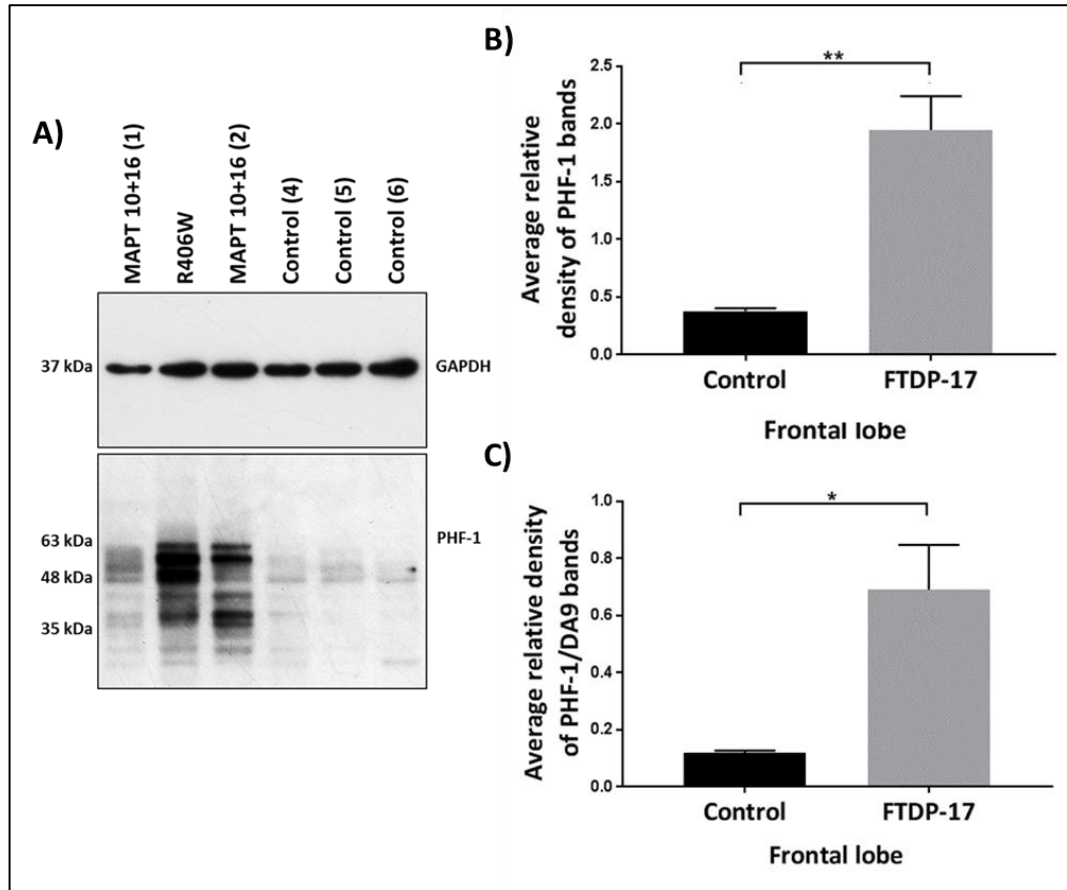 A)
MAPT 10+16 (1)
R406W
MAPT 10+16 (2)
Control (4)
Control (5)
Control (6)
37 kDa
GAPDH
63 kDa
48 kDa
35 kDa
PHF-1
B)
Average relative
density of PHF-1 bands
2.5
2.0
1.5
1.0
0.5
0.0
**
Control
FTDP-17
Frontal lobe
C)
Average relative density
of PHF-1/DA9 bands
1.0
0.8
0.6
0.4
0.2
0.0
*
Control
FTDP-17
Frontal lobe